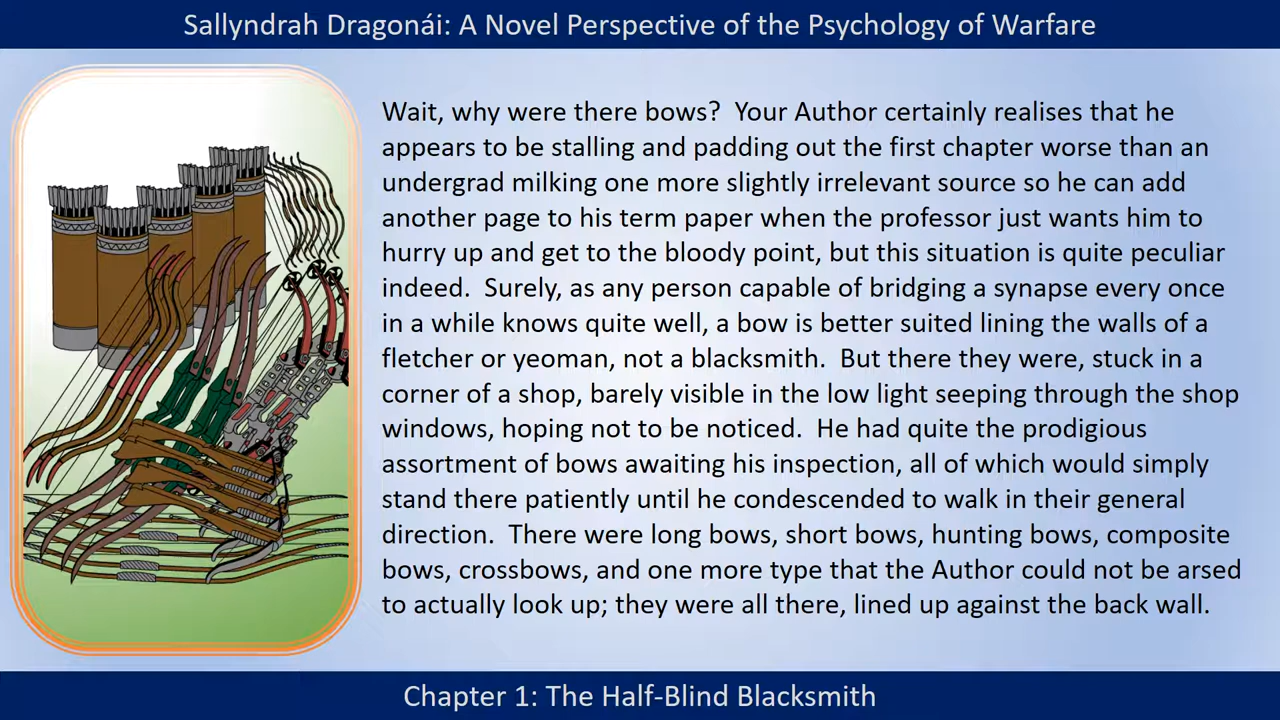 Sallyndrah Dragonái: A Novel Perspective of the Psychology of Warfare
Wait, why were there bows?  Your Author certainly realises that he
appears to be stalling and padding out the first chapter worse than an
undergrad milking one more slightly irrelevant source so he can add
another page to his term paper when the professor just wants him to
hurry up and get to the bloody point, but this situation is quite peculiar
indeed.  Surely, as any person capable of bridging a synapse every once
in a while knows quite well, a bow is better suited lining the walls of a
fletcher or yeoman, not a blacksmith.  But there they were, stuck in a
corner of a shop, barely visible in the low light seeping through the shop
windows, hoping not to be noticed.  He had quite the prodigious
assortment of bows awaiting his inspection, all of which would simply
stand there patiently until he condescended to walk in their general
direction.  There were long bows, short bows, hunting bows, composite
bows, crossbows, and one more type that the Author could not be arsed
to actually look up; they were all there, lined up against the back wall.
Chapter 1: The Half-Blind Blacksmith